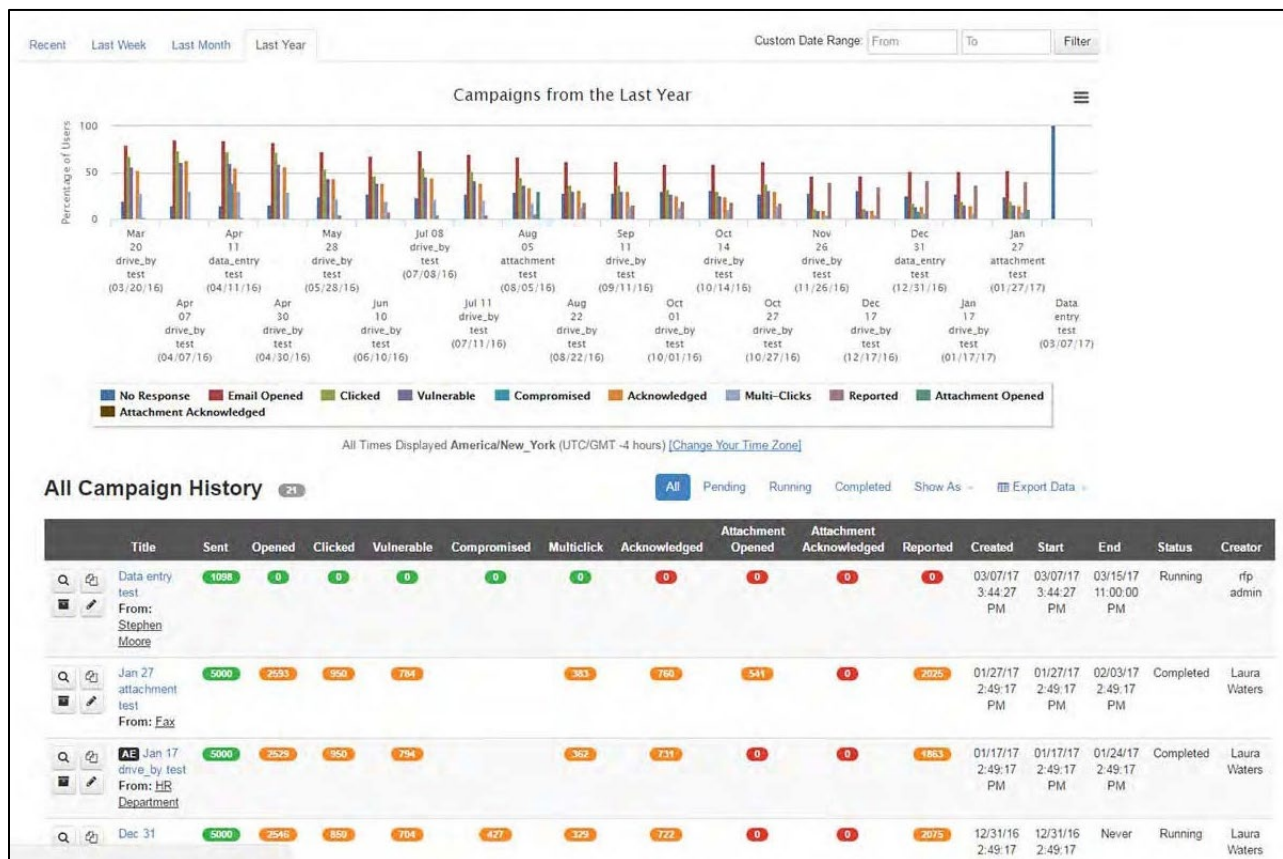 Recent Last Week Last Month Last Year Custom Date Range: From To Filter
Campaigns from the Last Year
Percentage of Users
100
50
0
Mar 20 drive_by test (03/20/16)
Apr 07 drive_by test (04/07/16)
Apr 11 data_entry test (04/11/16)
Apr 30 drive_by test (04/30/16)
May 28 drive_by test (05/28/16)
Jun 10 drive_by test (06/10/16)
Jul 08 drive_by test (07/08/16)
Jul 11 drive_by test (07/11/16)
Aug 05 attachment test (08/05/16)
Aug 22 drive_by test (08/22/16)
Sep 11 drive_by test (09/11/16)
Oct 01 drive_by test (10/01/16)
Oct 14 drive_by test (10/14/16)
Oct 27 drive_by test (10/27/16)
Nov 26 drive_by test (11/26/16)
Dec 17 drive_by test (12/17/16)
Dec 31 data_entry test (12/31/16)
Jan 17 drive_by test (01/17/17)
Jan 27 attachment test (01/27/17)
Data entry test (03/07/17)
No Response Email Opened Clicked Vulnerable Compromised Acknowledged Multi-Clicks Reported Attachment Opened
Attachment Acknowledged
All Times Displayed America/New_York (UTC/GMT -4 hours) [Change Your Time Zone]
All Campaign History 21 All Pending Running Completed Show As Export Data
Title Sent Opened Clicked Vulnerable Compromised Multiclick Acknowledged Attachment Opened Attachment Acknowledged Reported Created Start End Status Creator
Data entry test From: Stephen Moore 1098 0 0 0 0 0 0 0 0 0 03/07/17 3:44:27 PM 03/07/17 3:44:27 PM 03/15/17 11:00:00 PM Running rfp admin
Jan 27 attachment test From: Fax 5000 2593 950 784 383 760 541 0 2025 01/27/17 2:49:17 PM 01/27/17 2:49:17 PM 02/03/17 2:49:17 PM Completed Laura Waters
AE Jan 17 drive_by test From: HR Department 5000 2529 950 794 362 731 0 0 1863 01/17/17 2:49:17 PM 01/17/17 2:49:17 PM 01/24/17 2:49:17 PM Completed Laura Waters
Dec 31 5000 2546 859 704 427 329 722 0 0 2075 12/31/16 2:49:17 12/31/16 2:49:17 Never Running Laura Waters